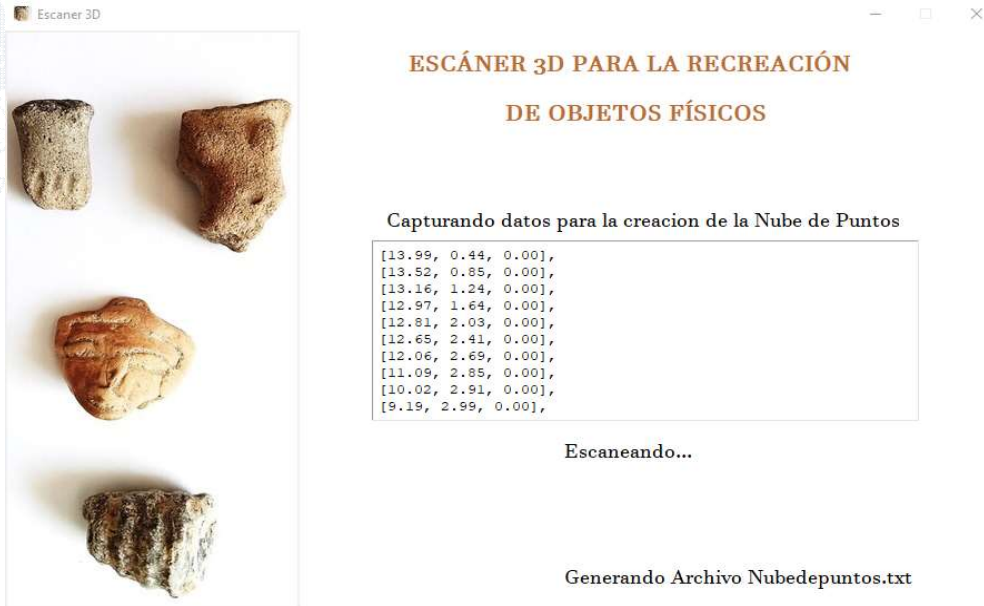 Escaner 3D
ESCÁNER 3D PARA LA RECREACIÓN
DE OBJETOS FÍSICOS
Capturando datos para la creacion de la Nube de Puntos
[13.99, 0.44, 0.00],
[13.52, 0.85, 0.00],
[13.16, 1.24, 0.00],
[12.97, 1.64, 0.00],
[12.81, 2.03, 0.00],
[12.65, 2.41, 0.00],
[12.06, 2.69, 0.00],
[11.09, 2.85, 0.00],
[10.02, 2.91, 0.00],
[9.19, 2.99, 0.00],
Escaneando...
Generando Archivo Nubedepuntos.txt